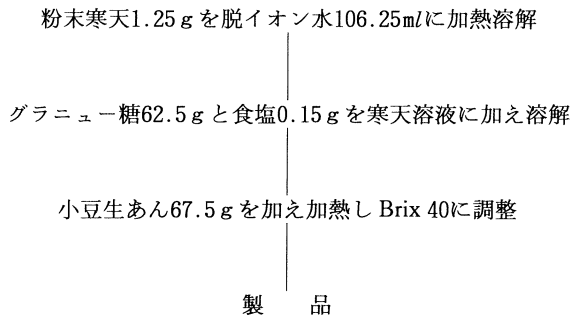 粉末寒天1.25gを脱イオン水106.25mlに加熱溶解
グラニュー糖62.5gと食塩0.15gを寒天溶液に加え溶解
小豆生あん67.5gを加え加熱しBrix 40に調整
製　品